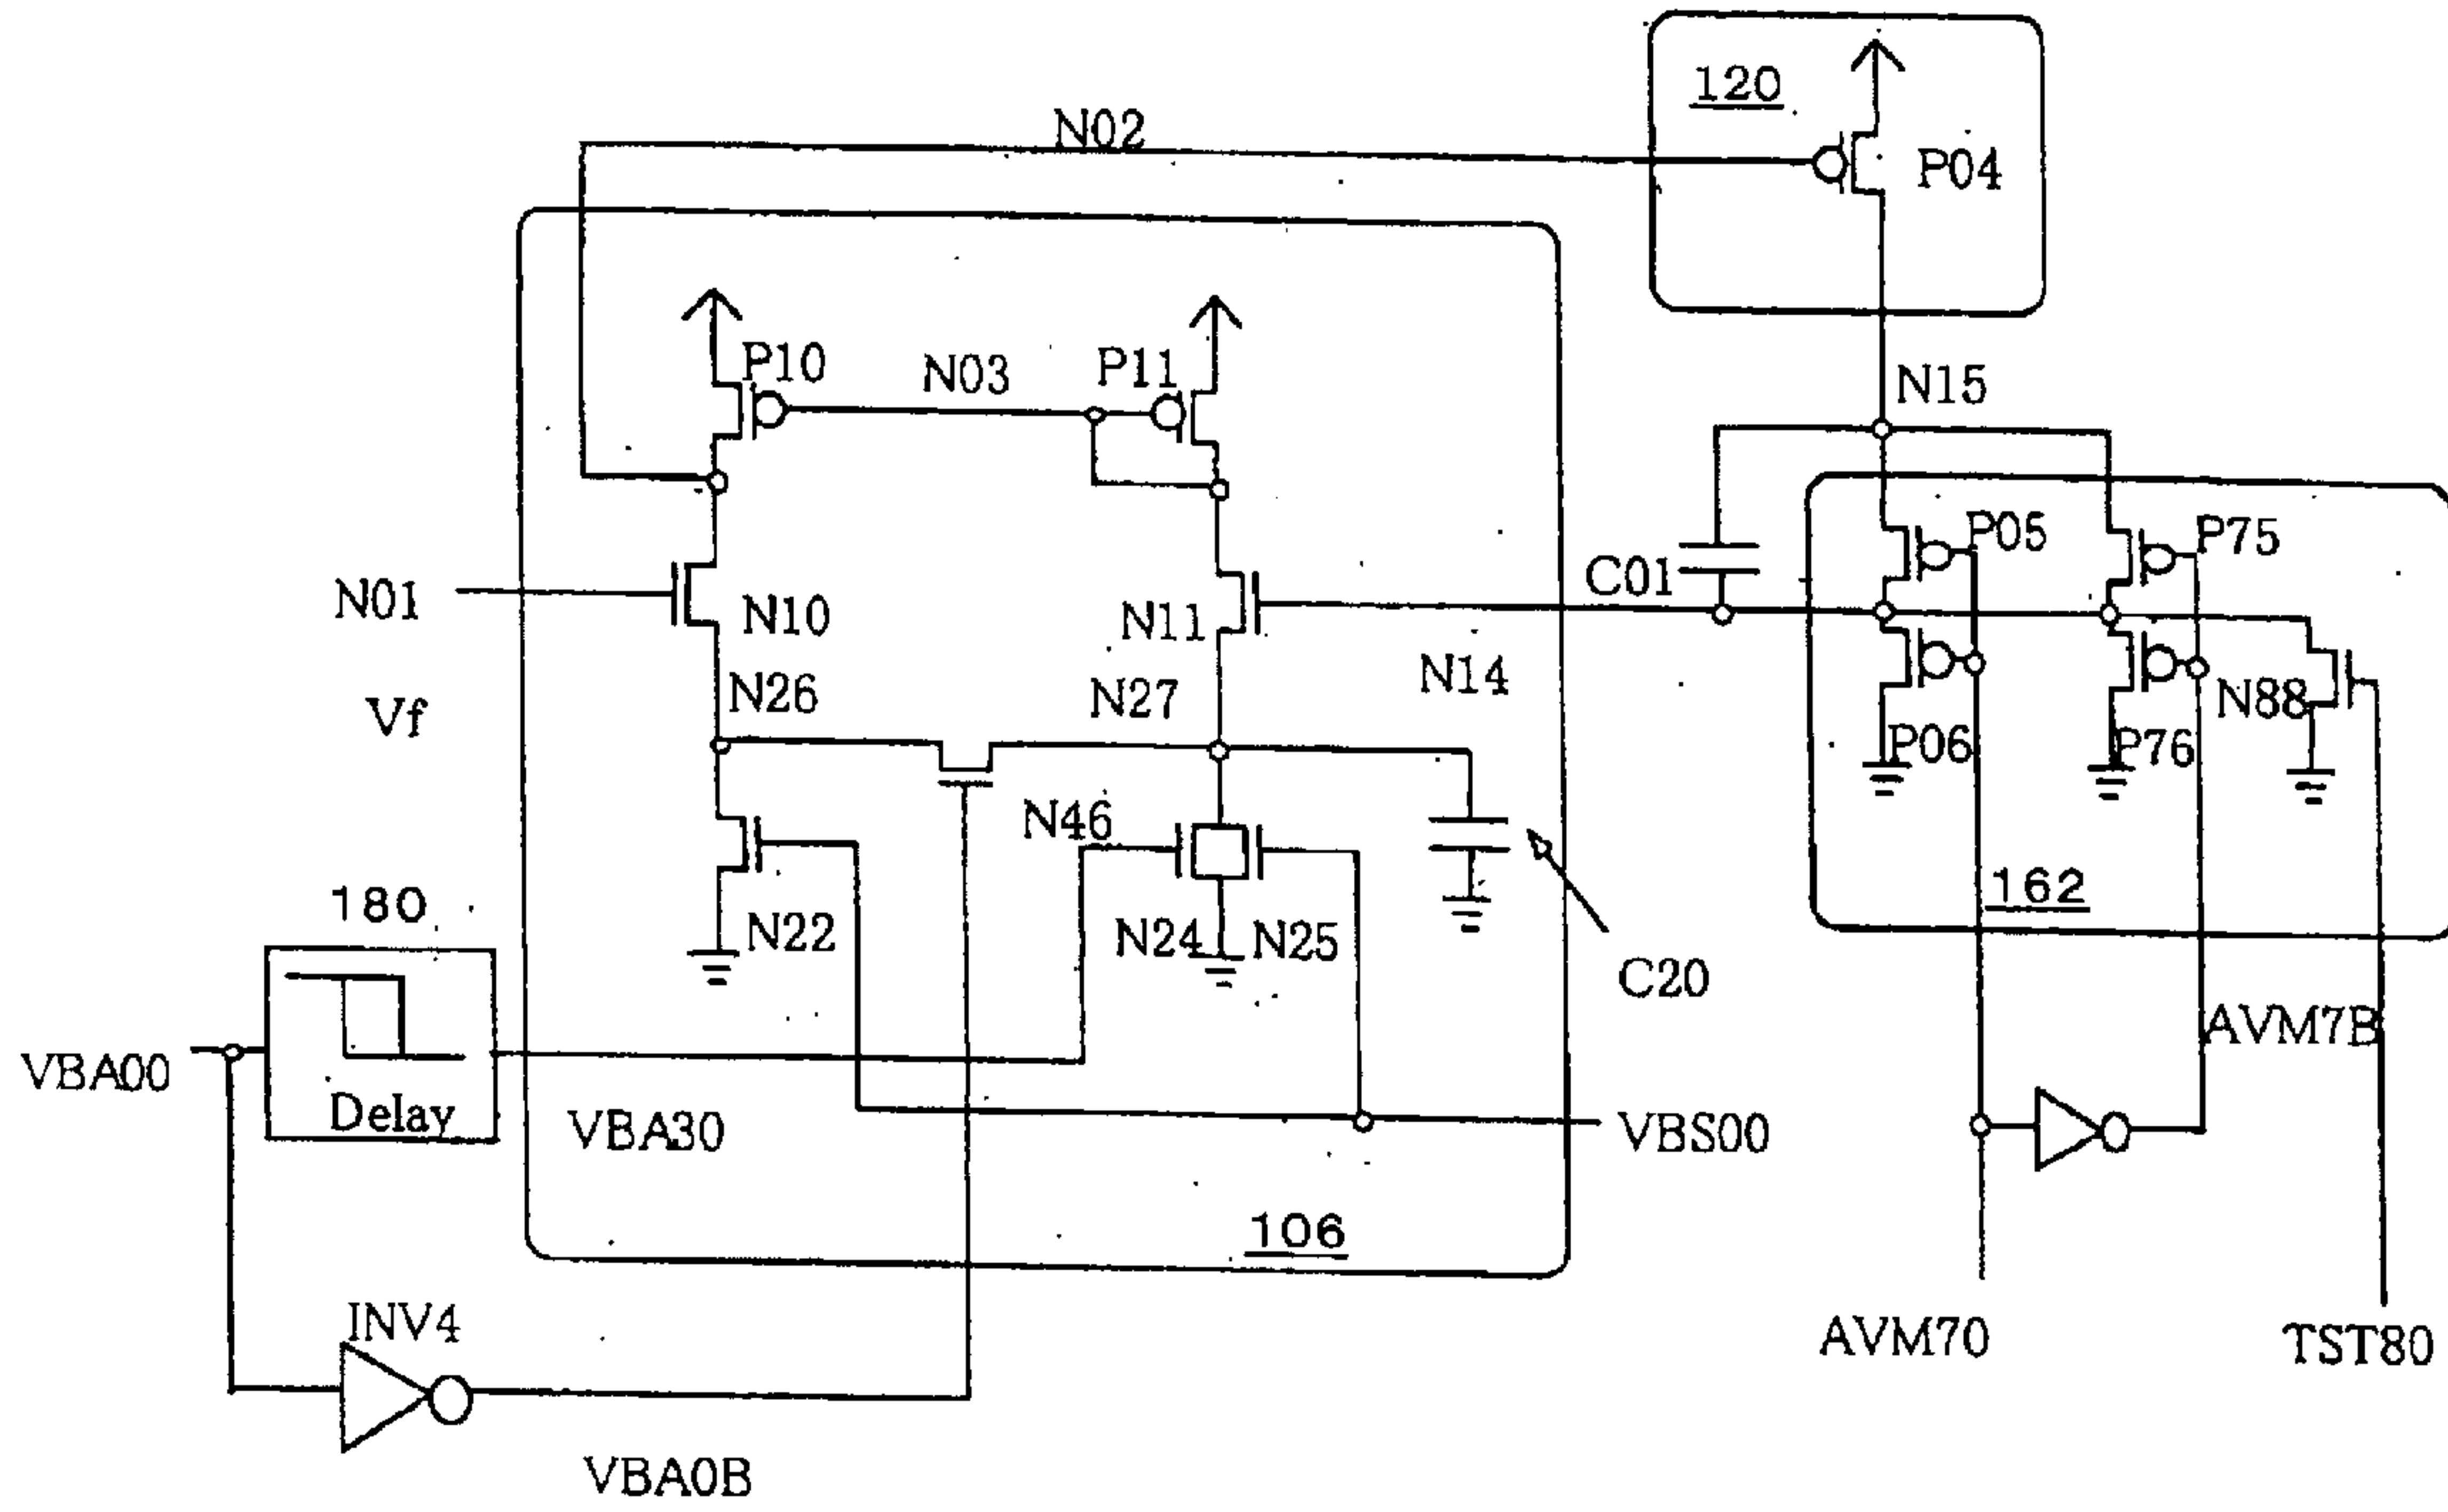 120
N02
P04
P10
N03
P11
N15
P05
P75
C01
N01
N10
N11
N14
N26
N27
N88
Vf
P06
P76
N46
180
N22
N24
N25
162
C20
AVM7B
VBA00
Delay
VBA30
VBS00
106
INV4
AVM70
TST80
VBA0B